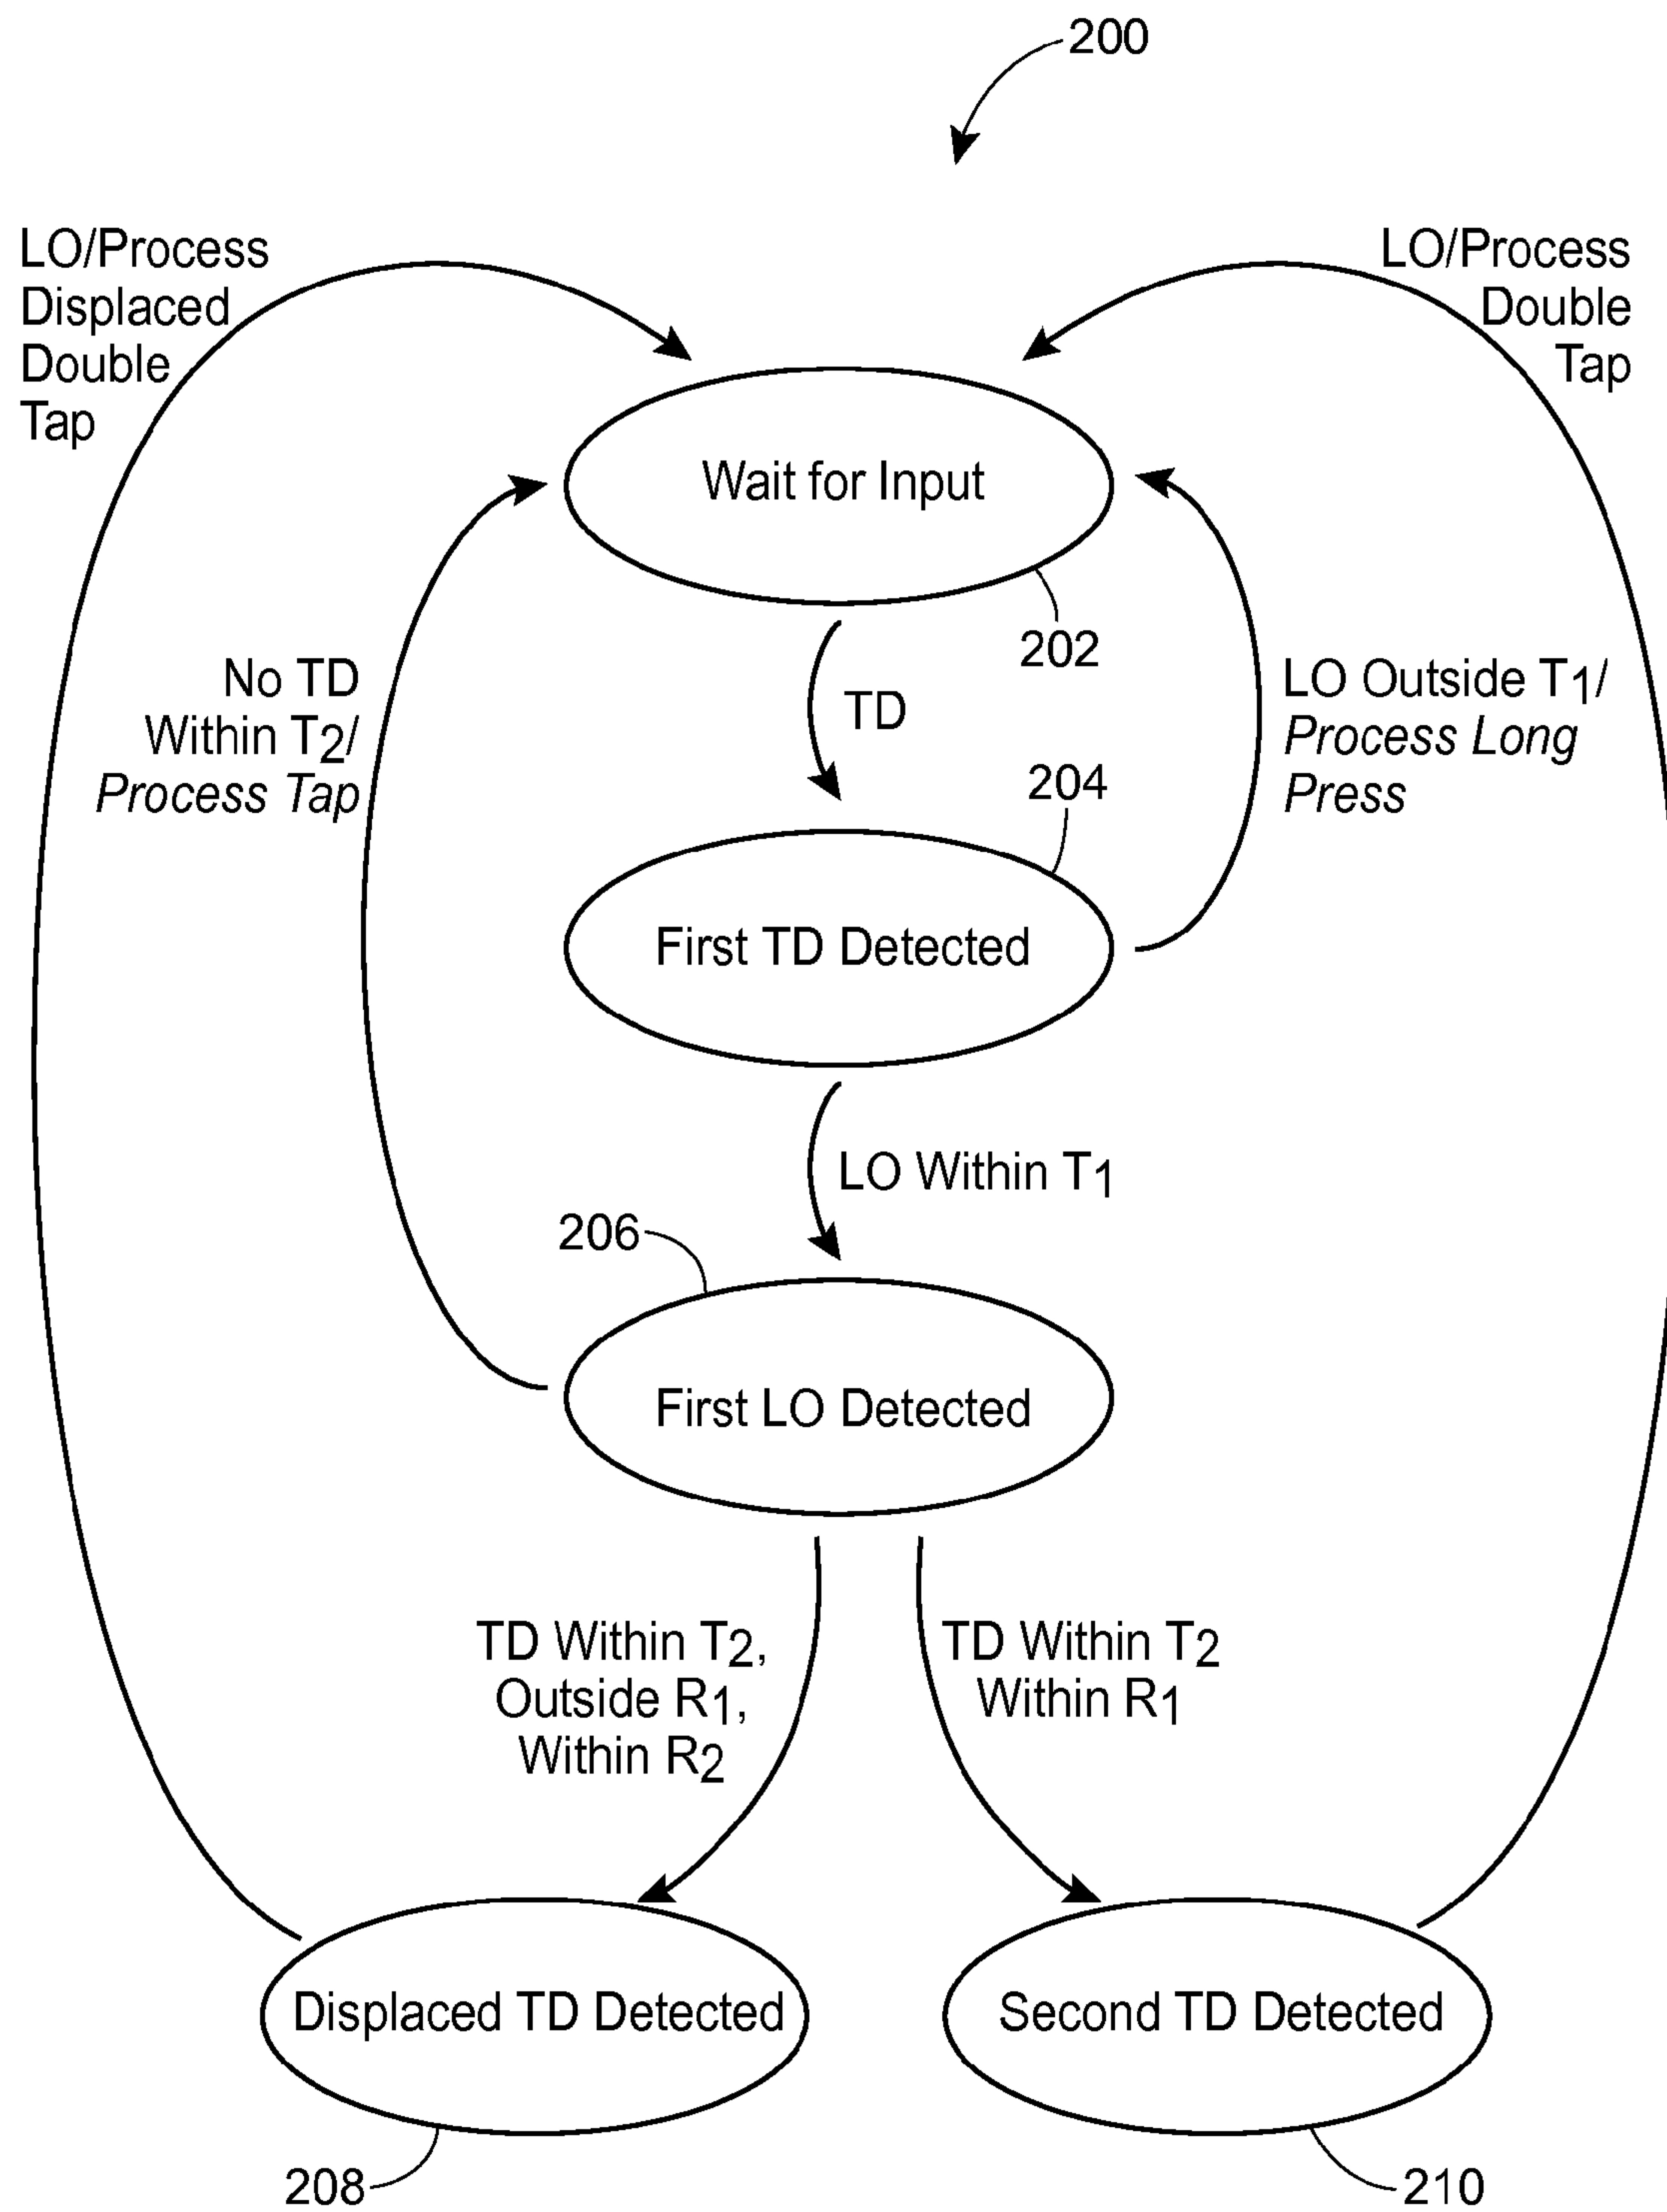 200
LO/Process
Displaced
Double
Tap
LO/Process
Double
Tap
Wait for Input
202
No TD
Within T2/
Process Tap
TD
LO Outside T1/
Process Long
Press
204
First TD Detected
LO Within T1
206
First LO Detected
TD Within T2,
Outside R1,
Within R2
TD Within T2
Within R1
Displaced TD Detected
Second TD Detected
208
210